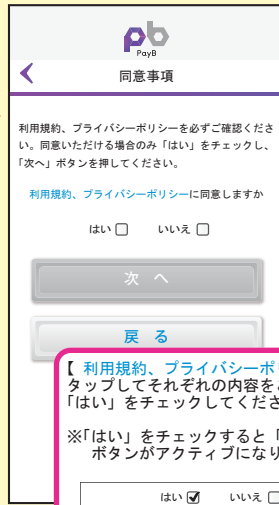 pb
PayB
同意事項
利用規約、プライバシーポリシーを必ずご確認くださ
い。同意いただける場合のみ「はい」をチェックし、
「次へ」ボタンを押してください。
利用規約、プライバシーポリシーに同意しますか
はい いいえ
次 へ
戻 る
【 利用規約、プライバシーポ
タップしてそれぞれの内容を
「はい」をチェックしてくださ
※「はい」をチェックすると「
ボタンがアクティブになり
はい いいえ